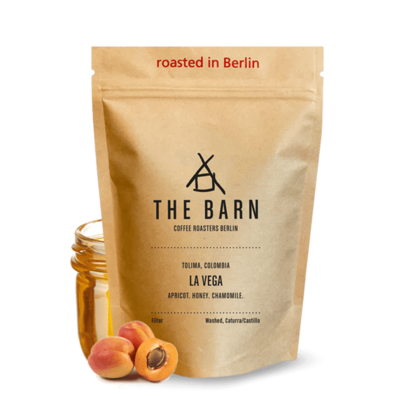 roasted in Berlin
THE BARN
COFFEE ROASTERS BERLIN
TOLIMA, COLOMBIA
LA VEGA
APRICOT. HONEY. CHAMOMILE.
Filter Washed, Caturra/Castillo